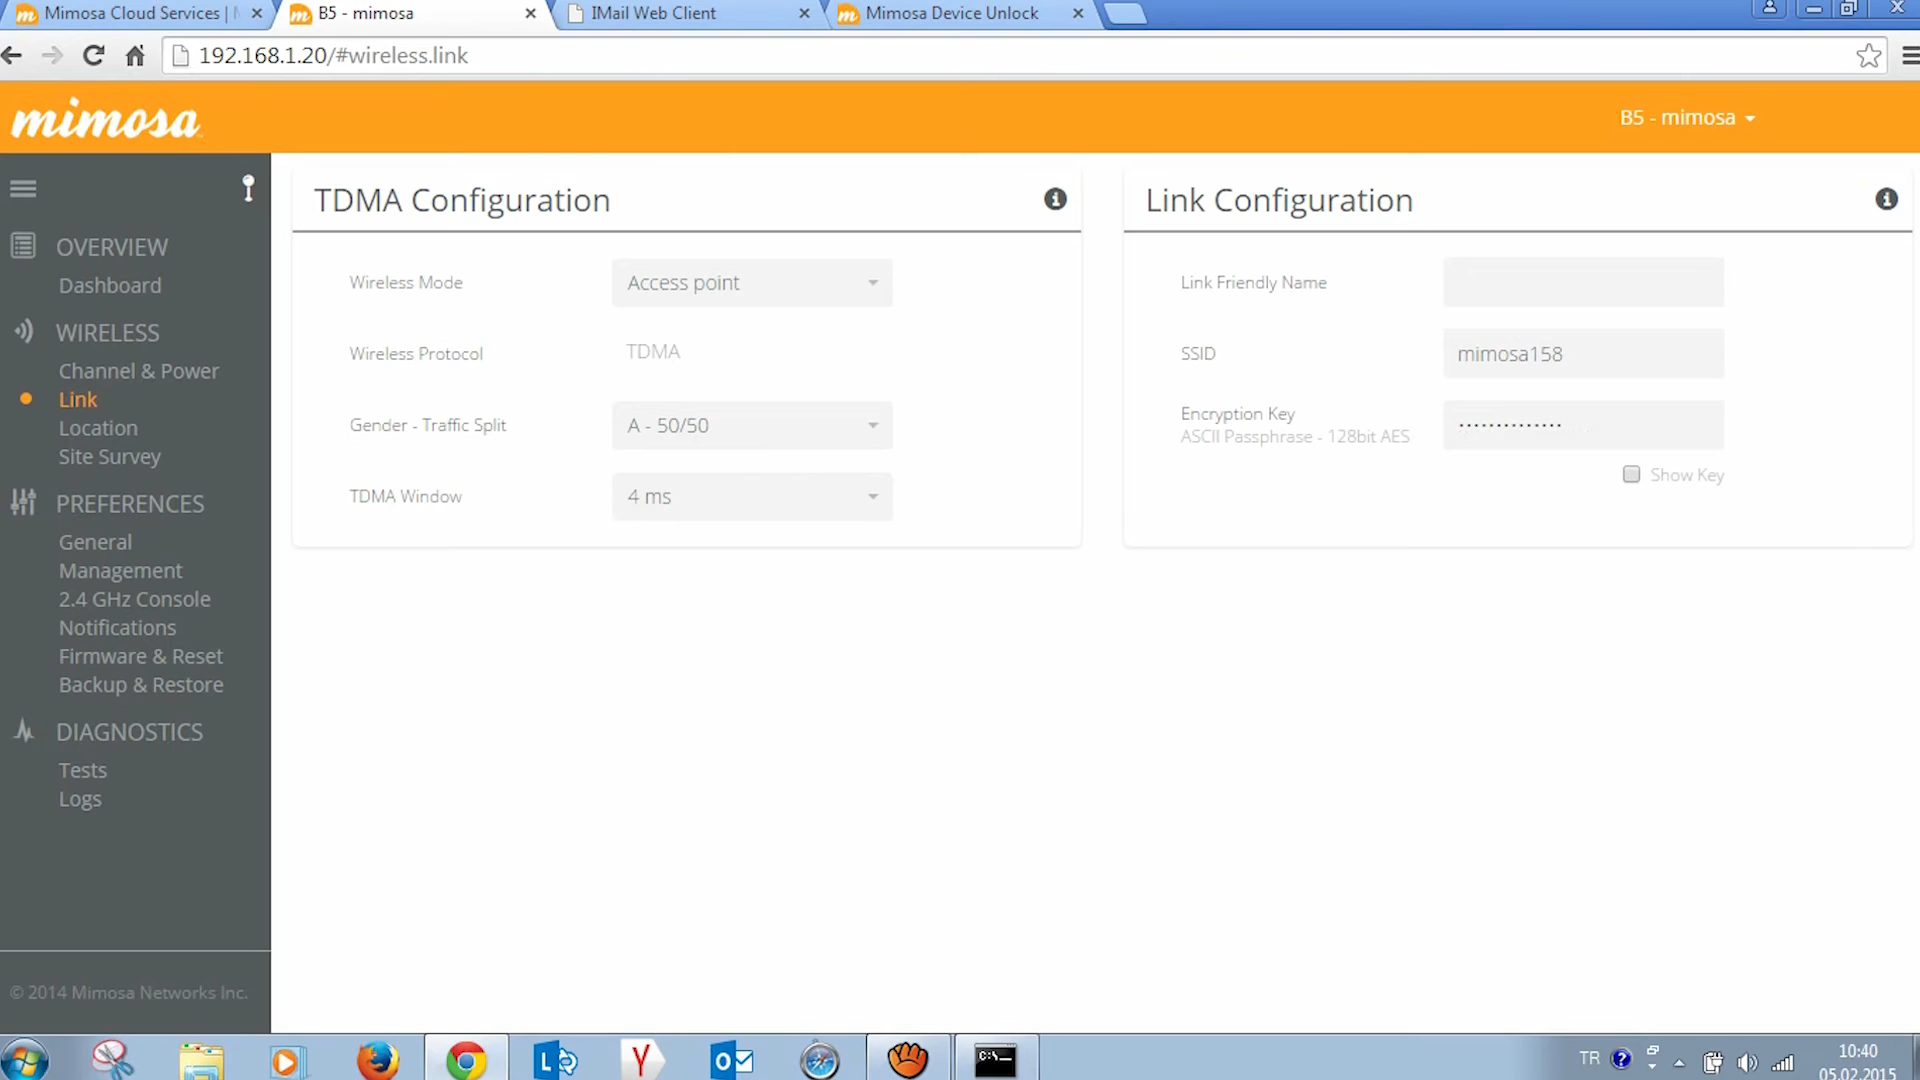 Mimosa Cloud Services |
B5 - mimosa
IMail Web Client
Mimosa Device Unlock
192.168.1.20/#wireless.link
mimosa
B5 - mimosa
OVERVIEW
Dashboard
WIRELESS
Channel & Power
Link
Location
Site Survey
PREFERENCES
General
Management
2.4 GHz Console
Notifications
Firmware & Reset
Backup & Restore
DIAGNOSTICS
Tests
Logs
© 2014 Mimosa Networks Inc.
TDMA Configuration
Wireless Mode
Access point
Wireless Protocol
TDMA
Gender - Traffic Split
A - 50/50
TDMA Window
4 ms
Link Configuration
Link Friendly Name
SSID
mimosa158
Encryption Key
ASCII Passphrase - 128bit AES
••••••••••••••
Show Key
TR
10:40
05.02.2015